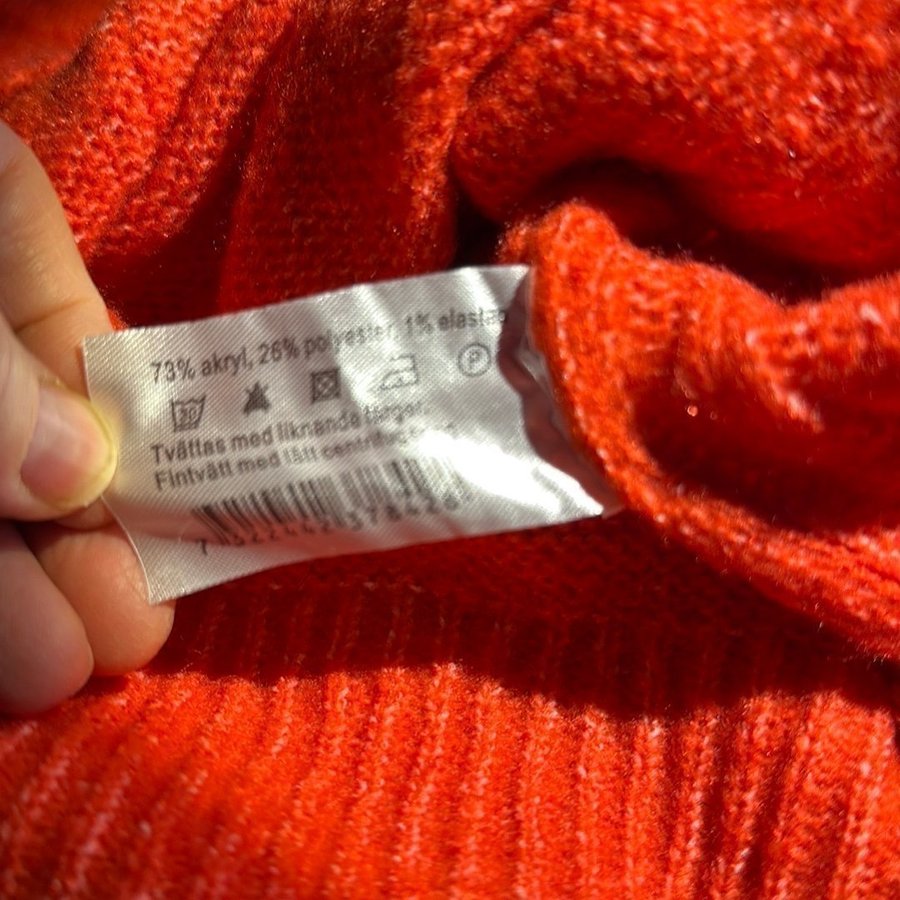 73% akryl, 26% polyester, 1% elastan
30 P
Tvättas med liknande färger.
Fintvätt med lätt centrifugering